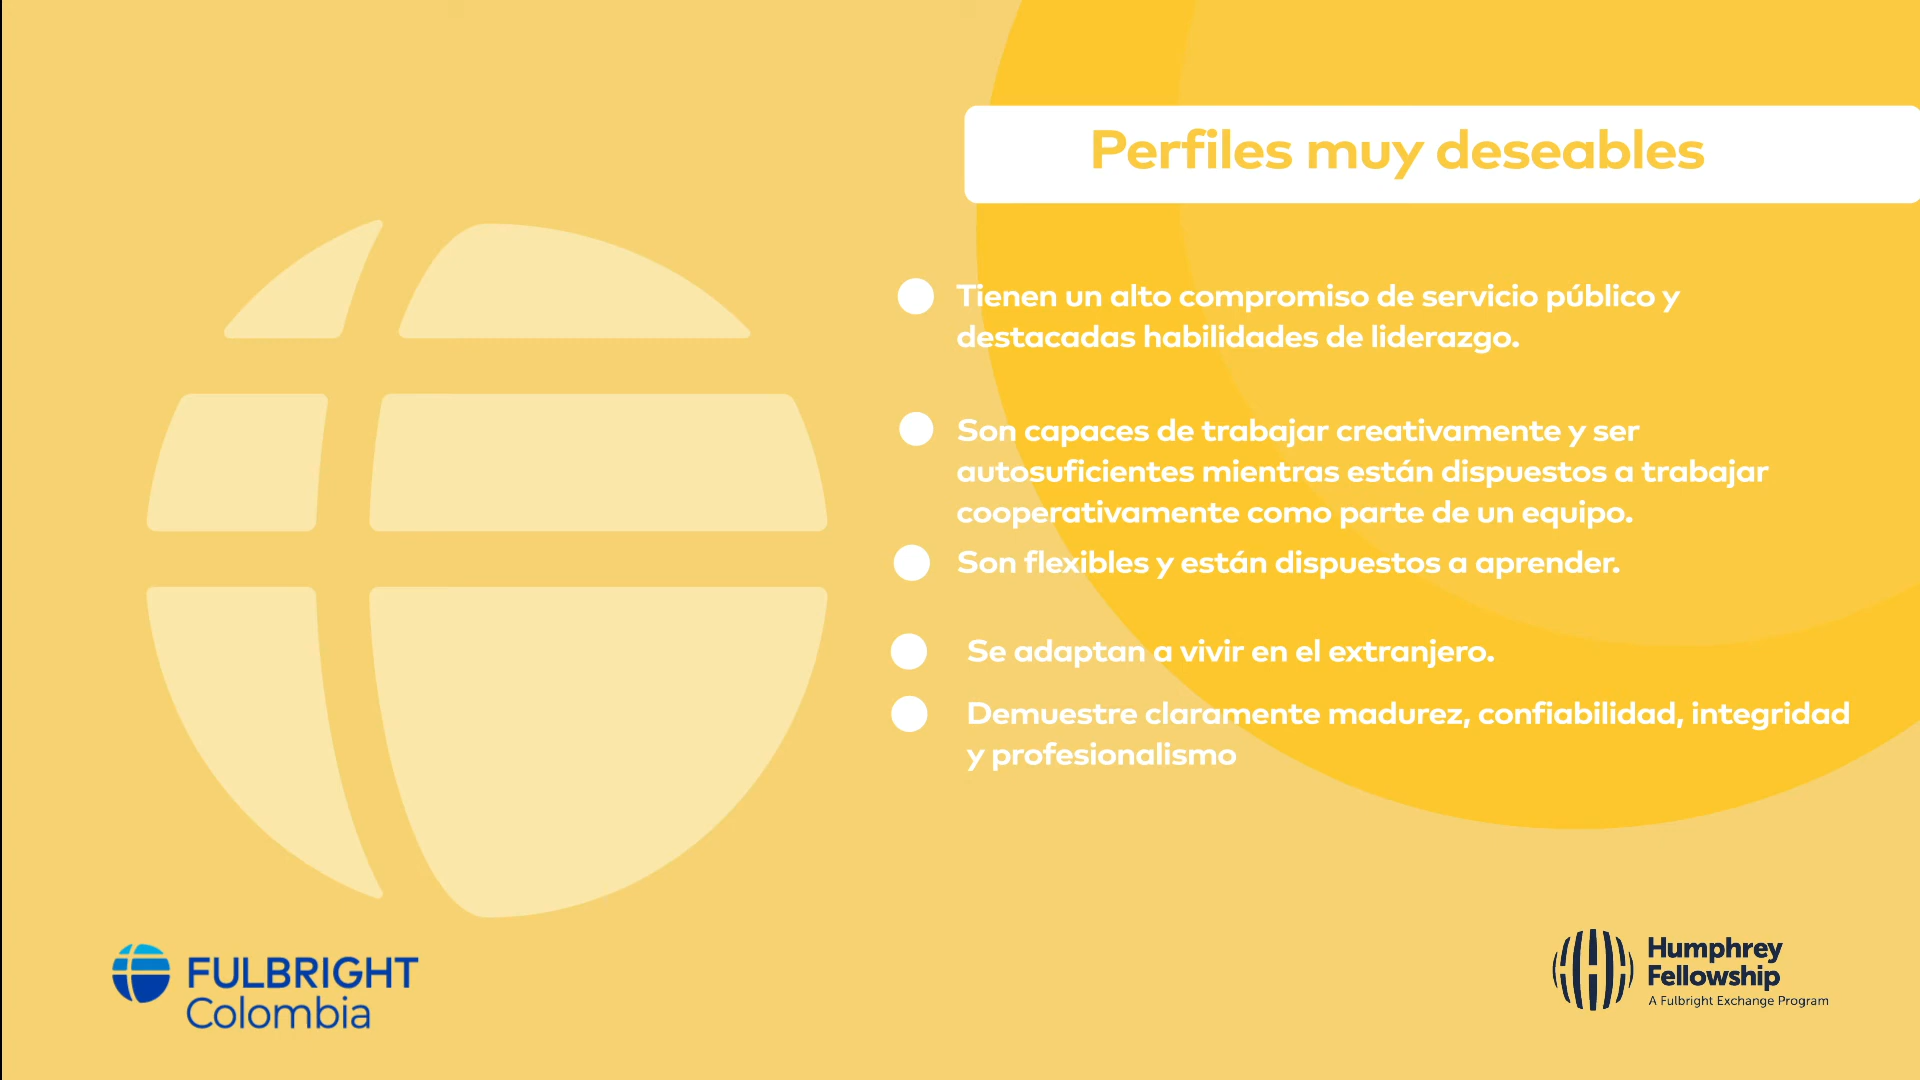 Perfiles muy deseables
Tienen un alto compromiso de servicio público y
destacadas habilidades de liderazgo.
Son capaces de trabajar creativamente y ser
autosuficientes mientras están dispuestos a trabajar
cooperativamente como parte de un equipo.
Son flexibles y están dispuestos a aprender.
Se adaptan a vivir en el extranjero.
Demuestre claramente madurez, confiabilidad, integridad
y profesionalismo
FULBRIGHT
Colombia
Humphrey
Fellowship
A Fulbright Exchange Program